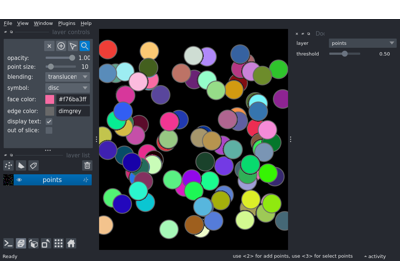 File View Window Plugins Help
layer controls
opacity: 1.00
point size: 10
blending: translucen
symbol: disc
face color: #f76ba3ff
edge color: dimgrey
display text:
out of slice:
layer list
points
Ready
use <2> for add points, use <3> for select points
activity
Do
layer points
threshold 0.50